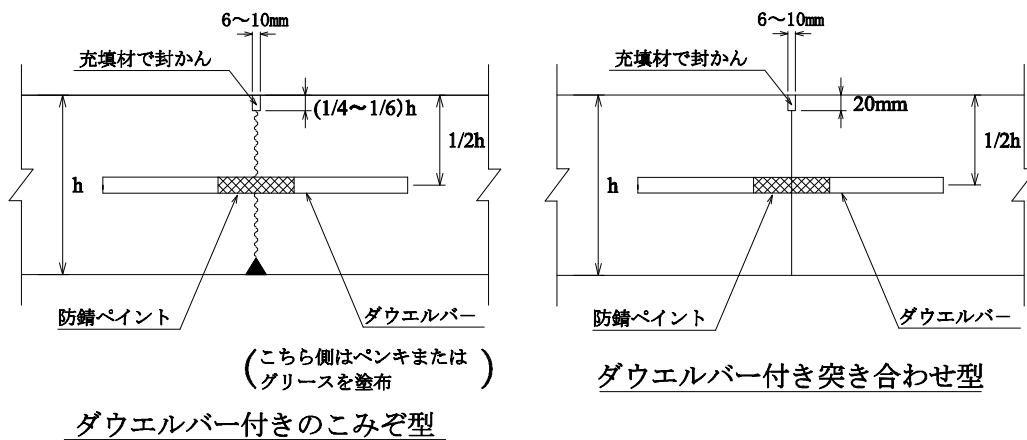 6～10㎜
充填材で封かん
(1/4～1/6)h
1/2h
h
防錆ペイント
ダウエルバー
(こちら側はペンキまたは
グリースを塗布)
ダウエルバー付きのこみぞ型
6～10㎜
充填材で封かん
20mm
1/2h
h
防錆ペイント
ダウエルバー
ダウエルバー付き突き合わせ型